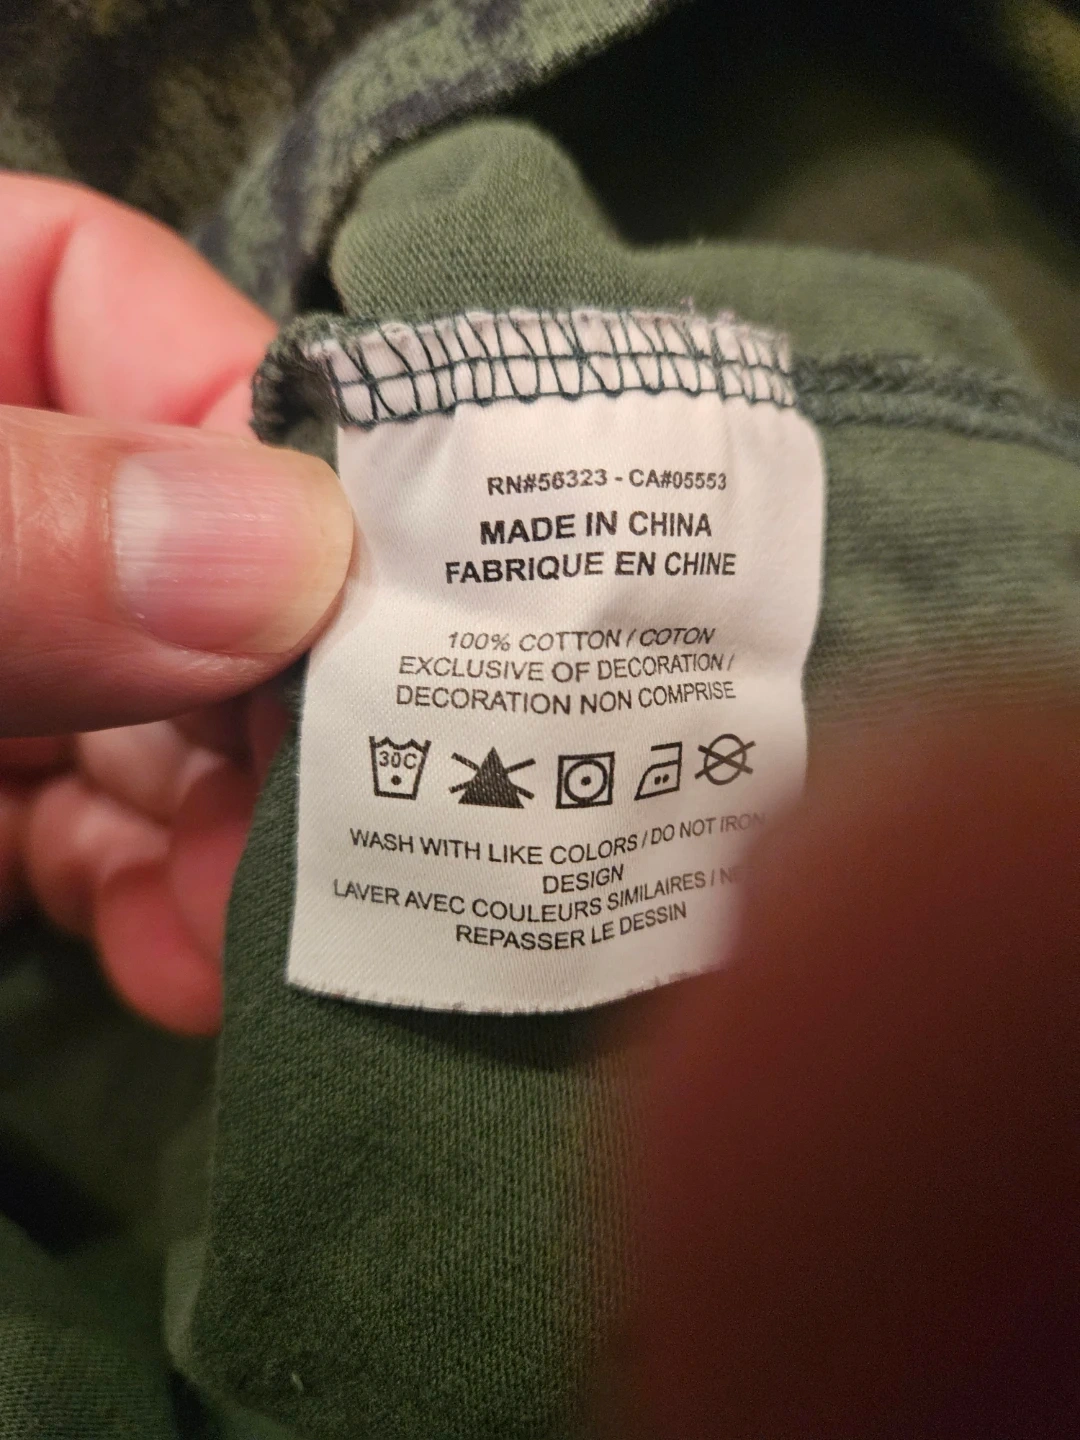 RN#56323 - CA#05553
MADE IN CHINA
FABRIQUE EN CHINE
100% COTTON / COTON
EXCLUSIVE OF DECORATION /
DECORATION NON COMPRISE
30C
WASH WITH LIKE COLORS / DO NOT IRON
DESIGN
LAVER AVEC COULEURS SIMILAIRES /
REPASSER LE DESSIN